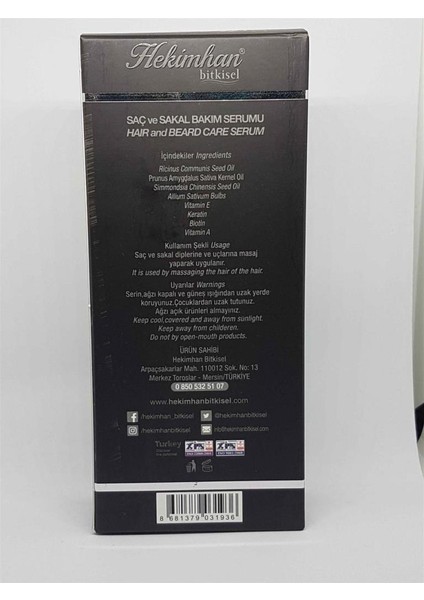 Hekimhan®
bitkisel
SAÇ ve SAKAL BAKIM SERUMU
HAIR and BEARD CARE SERUM
İçindekiler Ingredients
Ricinus Communis Seed Oil
Prunus Amygdalus Sativa Kernel Oil
Simmondsia Chinensis Seed Oil
Allium Sativum Bulbs
Vitamin E
Keratin
Biotin
Vitamin A
Kullanım Şekli Usage
Saç ve sakal diplerine ve uçlarına masaj
yaparak uygulanır.
It is used by massaging the hair of the hair.
Uyarılar Warnings
Serin,ağzı kapalı ve güneş ışığından uzak yerde
koruyunuz.Çocuklardan uzak tutunuz.
Ağzı açık ürünleri almayınız.
Keep cool,covered and away from sunlight.
Keep away from childeren.
Do not by open-mouth products.
ÜRÜN SAHİBİ
Hekimhan Bitkisel
Arpaçsakarlar Mah. 110012 Sok. No: 13
Merkez Toroslar - Mersin/TÜRKİYE
0 850 532 51 07
www.hekimhanbitkisel.com
/hekimhan_bitkisel
@hekimhanbitkisel
/hekimhanbitkisel
info@hekimhanbitkisel.com
Turkey
8 681379 031936